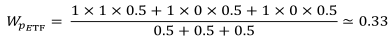 W_{p_{ETF}} = \frac{1 × 1 × 0.5 + 1 × 0 × 0.5 + 1 × 0 × 0.5}{0.5 + 0.5 + 0.5} ≃ 0.33